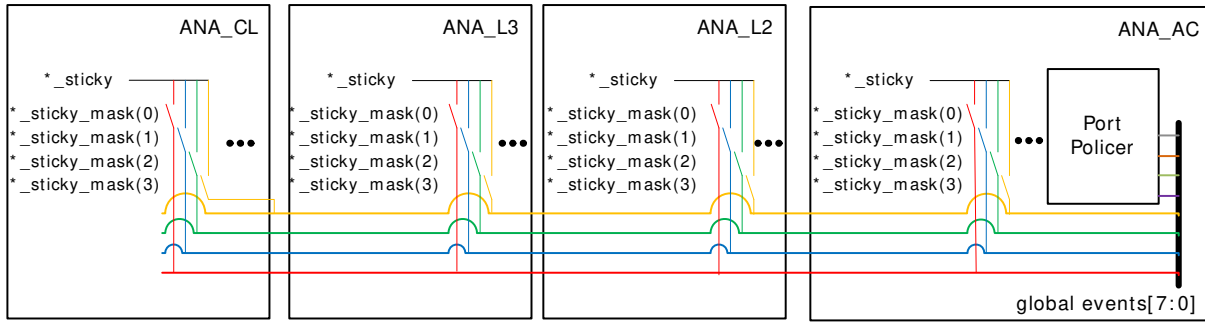 ANA_CL
*_sticky
*_sticky_mask(0)
*_sticky_mask(1)
*_sticky_mask(2)
*_sticky_mask(3)
ANA_L3
*_sticky
*_sticky_mask(0)
*_sticky_mask(1)
*_sticky_mask(2)
*_sticky_mask(3)
ANA_L2
*_sticky
*_sticky_mask(0)
*_sticky_mask(1)
*_sticky_mask(2)
*_sticky_mask(3)
ANA_AC
*_sticky
*_sticky_mask(0)
*_sticky_mask(1)
*_sticky_mask(2)
*_sticky_mask(3)
Port
Policer
global events[7:0]